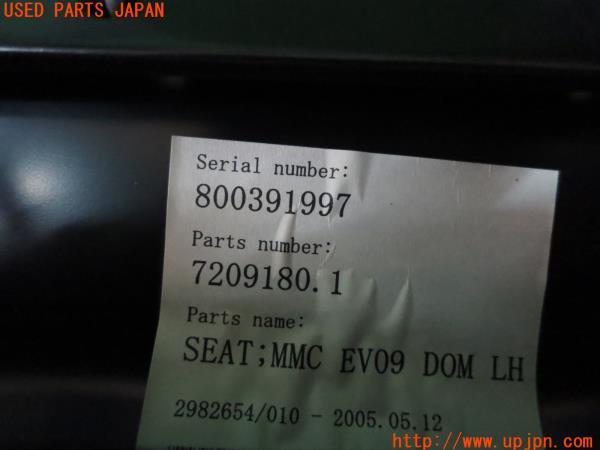 USED PARTS JAPAN
Serial number:
800391997
Parts number:
7209180.1
Parts name:
SEAT;MMC EV09 DOM LH
2982654/010 - 2005.05.12
http://www.upjpn.com